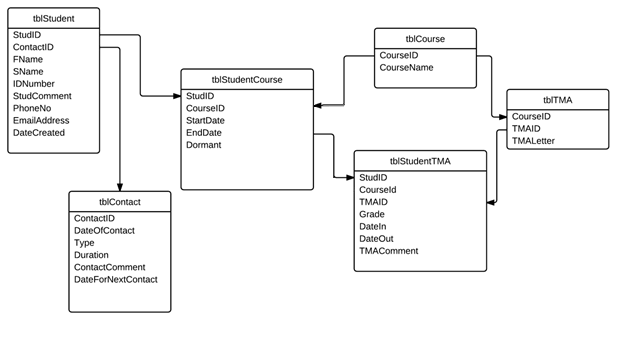 tblStudent
StudID
ContactID
FName
SName
IDNumber
StudComment
PhoneNo
EmailAddress
DateCreated
tblStudentCourse
StudID
CourseID
StartDate
EndDate
Dormant
tblCourse
CourseID
CourseName
tblTMA
CourseID
TMAID
TMALetter
tblStudentTMA
StudID
CourseId
TMAID
Grade
DateIn
DateOut
TMAComment
tblContact
ContactID
DateOfContact
Type
Duration
ContactComment
DateForNextContact